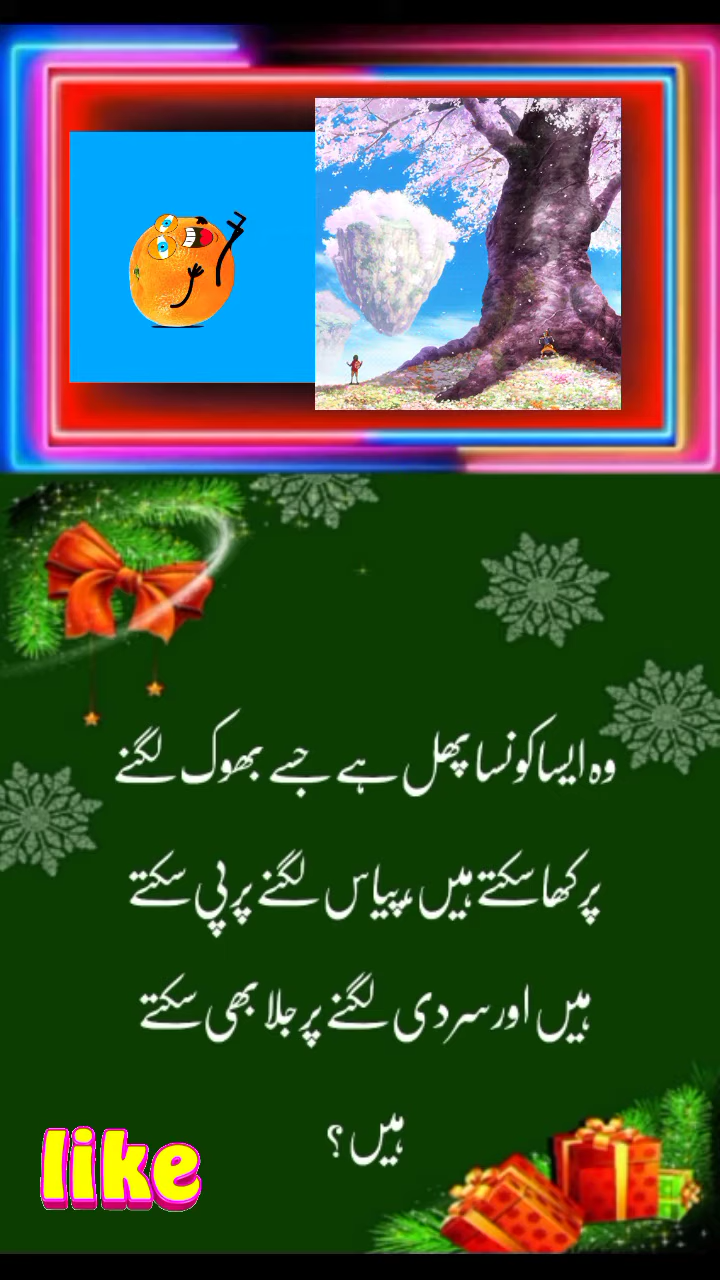 وہ ایسا کونسا پھل ہے جسے بھوک لگنے
پر کھا سکتے ہیں، پیاس لگنے پر پی سکتے
ہیں اور سردی لگنے پر جلا بھی سکتے
ہیں؟
like